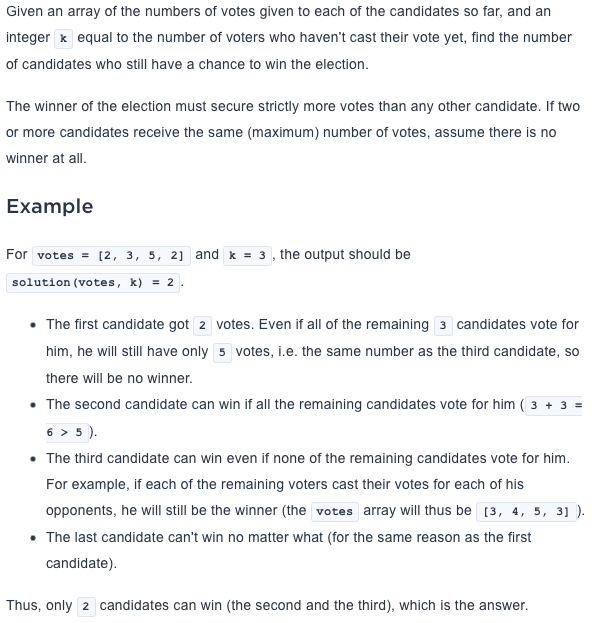 Given an array of the numbers of votes given to each of the candidates so far, and an
integer k equal to the number of voters who haven't cast their vote yet, find the number
of candidates who still have a chance to win the election.
The winner of the election must secure strictly more votes than any other candidate. If two
or more candidates receive the same (maximum) number of votes, assume there is no
winner at all.
Example
For votes = [2, 3, 5, 2] and k = 3 , the output should be
solution(votes, k) = 2 .
• The first candidate got 2 votes. Even if all of the remaining 3 candidates vote for
him, he will still have only 5 votes, i.e. the same number as the third candidate, so
there will be no winner.
• The second candidate can win if all the remaining candidates vote for him ( 3 + 3 =
6 > 5 ).
• The third candidate can win even if none of the remaining candidates vote for him.
For example, if each of the remaining voters cast their votes for each of his
opponents, he will still be the winner (the votes array will thus be [3, 4, 5, 3] ).
• The last candidate can't win no matter what (for the same reason as the first
candidate).
Thus, only 2 candidates can win (the second and the third), which is the answer.